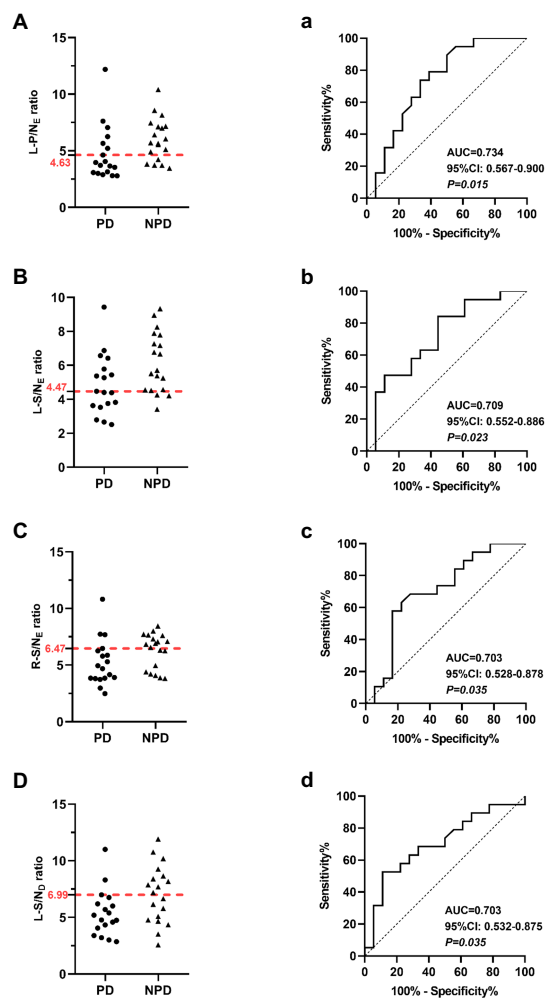 A
15
10
5
0
4.63
L-P/NE ratio
PD NPD
a
100
80
60
40
20
0
Sensitivity%
AUC=0.734
95%CI: 0.567-0.900
P=0.015
0 20 40 60 80 100
100% - Specificity%
B
10
8
6
4
2
0
4.47
L-S/NE ratio
PD NPD
b
100
80
60
40
20
0
Sensitivity%
AUC=0.709
95%CI: 0.552-0.886
P=0.023
0 20 40 60 80 100
100% - Specificity%
C
15
10
5
0
6.47
R-S/NE ratio
PD NPD
c
100
80
60
40
20
0
Sensitivity%
AUC=0.703
95%CI: 0.528-0.878
P=0.035
0 20 40 60 80 100
100% - Specificity%
D
15
10
5
0
6.99
L-S/ND ratio
PD NPD
d
100
80
60
40
20
0
Sensitivity%
AUC=0.703
95%CI: 0.532-0.875
P=0.035
0 20 40 60 80 100
100% - Specificity%